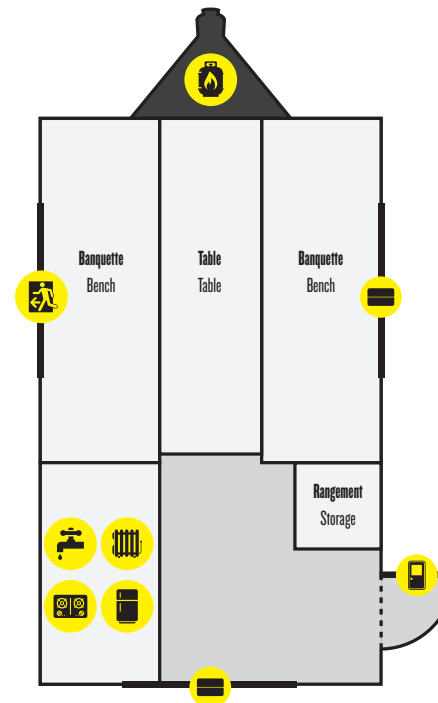 Banquette
Bench
Table
Table
Banquette
Bench
Rangement
Storage